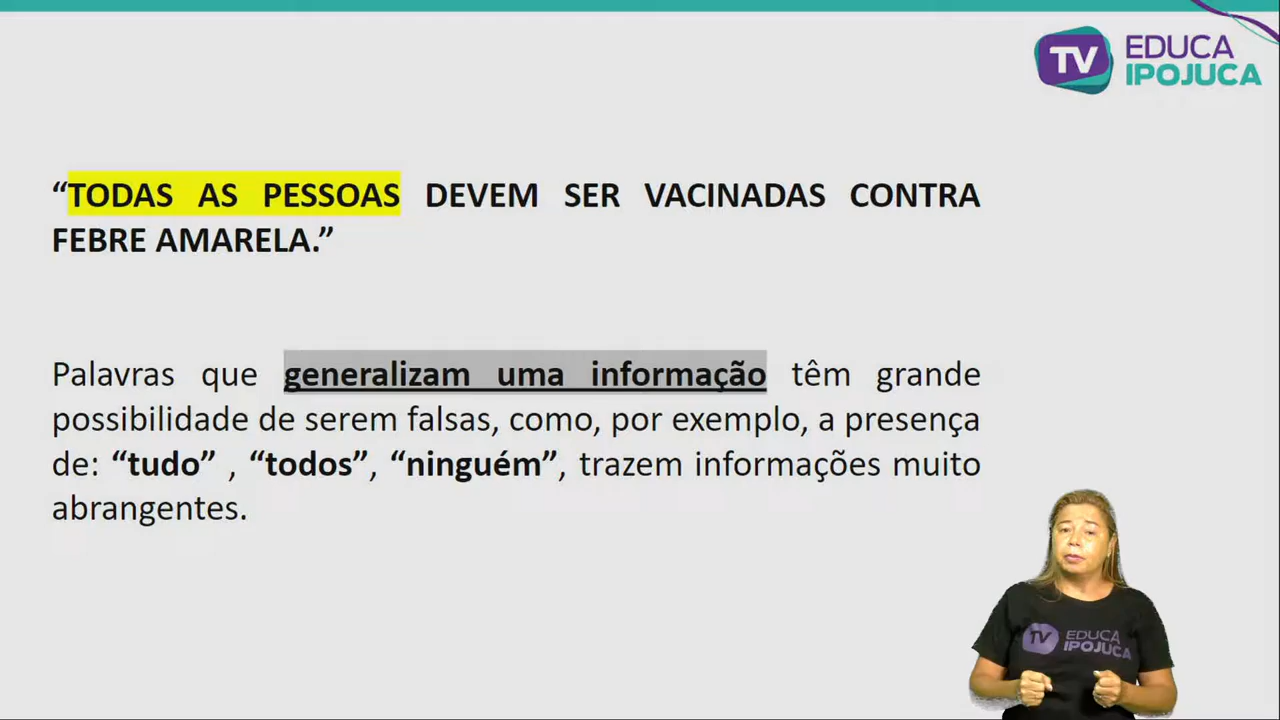 TV EDUCA
IPOJUCA
“TODAS AS PESSOAS DEVEM SER VACINADAS CONTRA
FEBRE AMARELA.”
Palavras que generalizam uma informação têm grande
possibilidade de serem falsas, como, por exemplo, a presença
de: “tudo” , “todos”, “ninguém”, trazem informações muito
abrangentes.
TV EDUCA
IPOJUCA